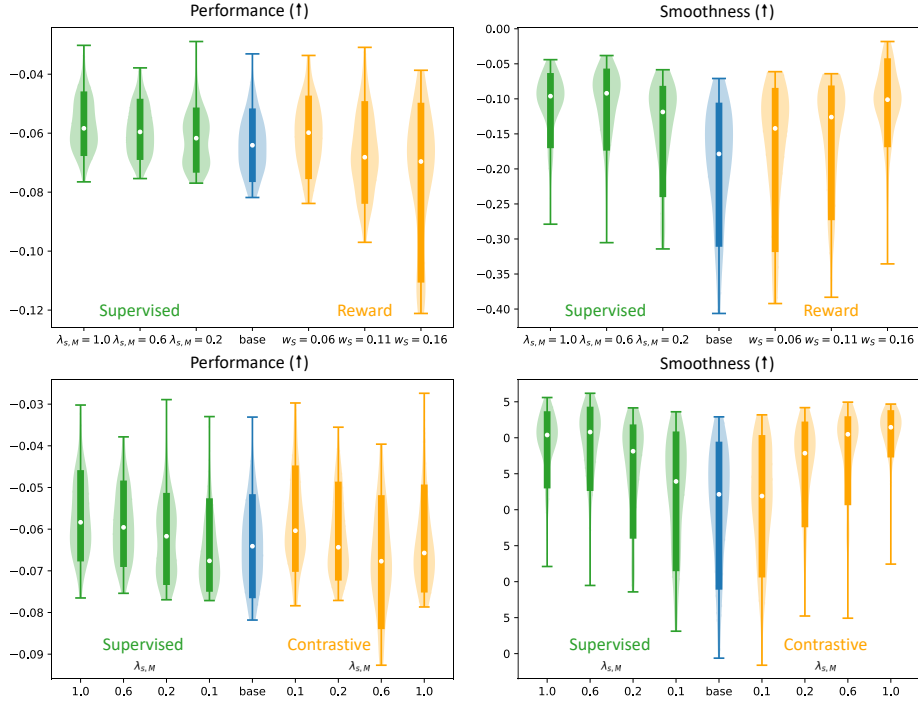 Performance (↑)
−0.04
−0.06
−0.08
−0.10
−0.12
Supervised
Reward
λs,M = 1.0 λs,M = 0.6 λs,M = 0.2 base wS = 0.06 wS = 0.11 wS = 0.16
Smoothness (↑)
0.00
−0.05
−0.10
−0.15
−0.20
−0.25
−0.30
−0.35
−0.40
Supervised
Reward
λs,M = 1.0 λs,M = 0.6 λs,M = 0.2 base wS = 0.06 wS = 0.11 wS = 0.16
Performance (↑)
−0.03
−0.04
−0.05
−0.06
−0.07
−0.08
−0.09
Supervised
Contrastive
λs,M λs,M
1.0 0.6 0.2 0.1 base 0.1 0.2 0.6 1.0
Smoothness (↑)
5
0
5
0
5
0
5
0
Supervised
Contrastive
λs,M λs,M
1.0 0.6 0.2 0.1 base 0.1 0.2 0.6 1.0